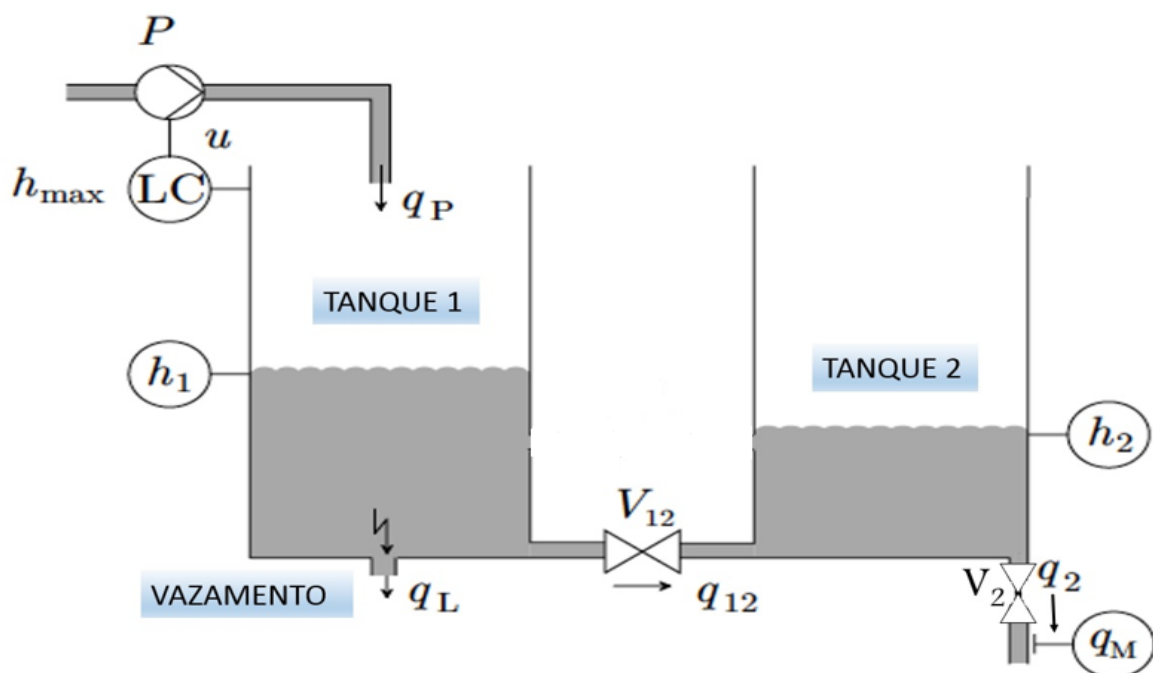 P
u
h_max LC
q_P
TANQUE 1
h_1
TANQUE 2
h_2
V_12
VAZAMENTO
q_L
q_12
V_2
q_2
q_M